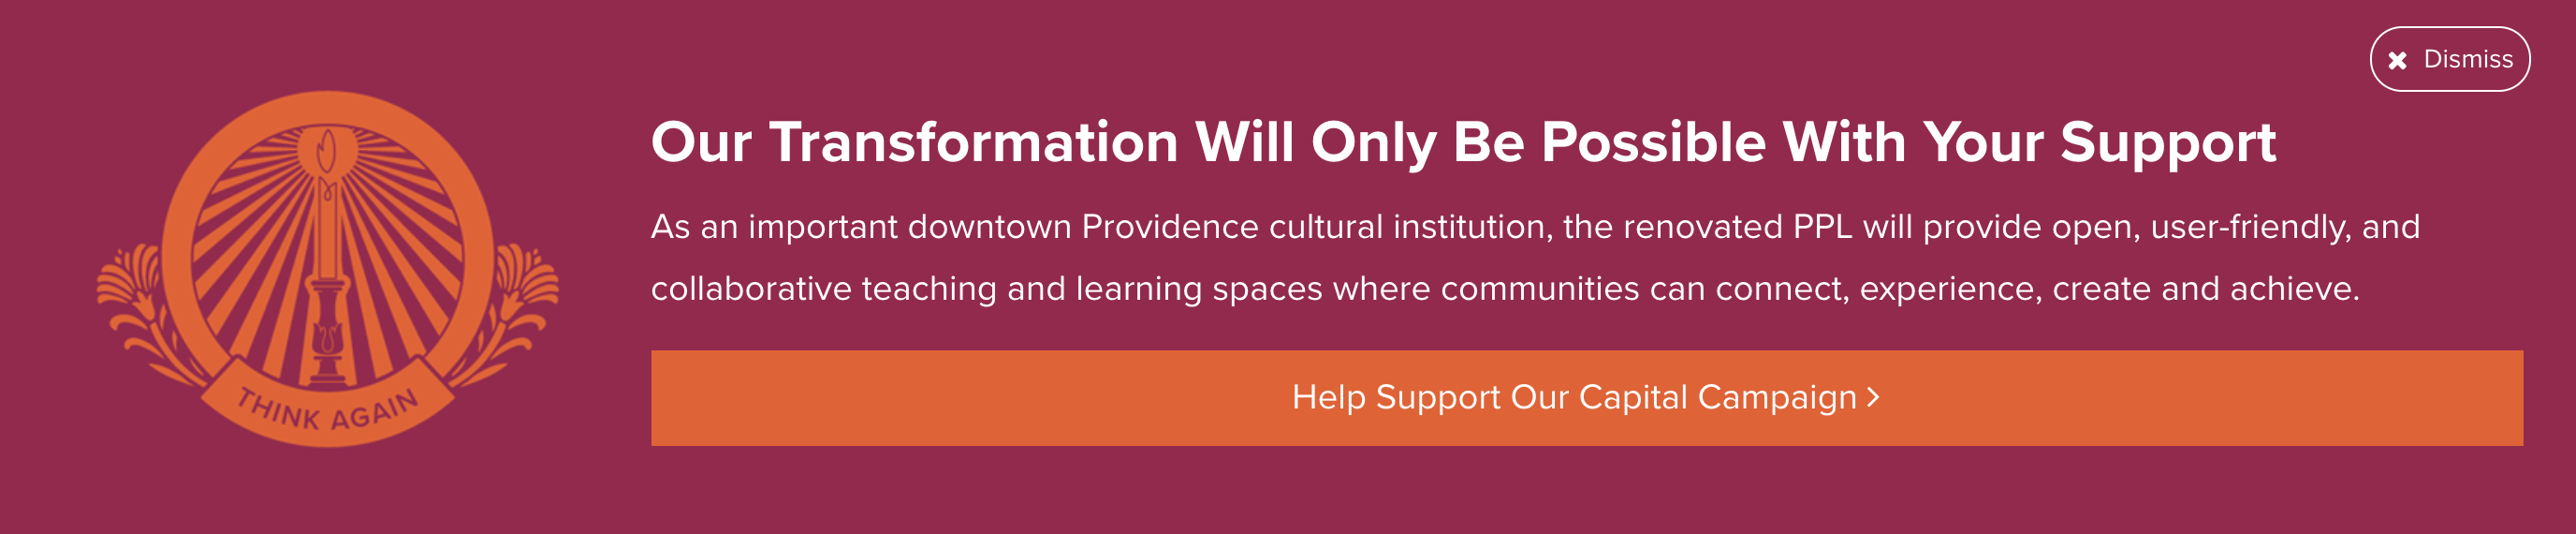 Dismiss
Our Transformation Will Only Be Possible With Your Support
As an important downtown Providence cultural institution, the renovated PPL will provide open, user-friendly, and
collaborative teaching and learning spaces where communities can connect, experience, create and achieve.
THINK AGAIN
Help Support Our Capital Campaign